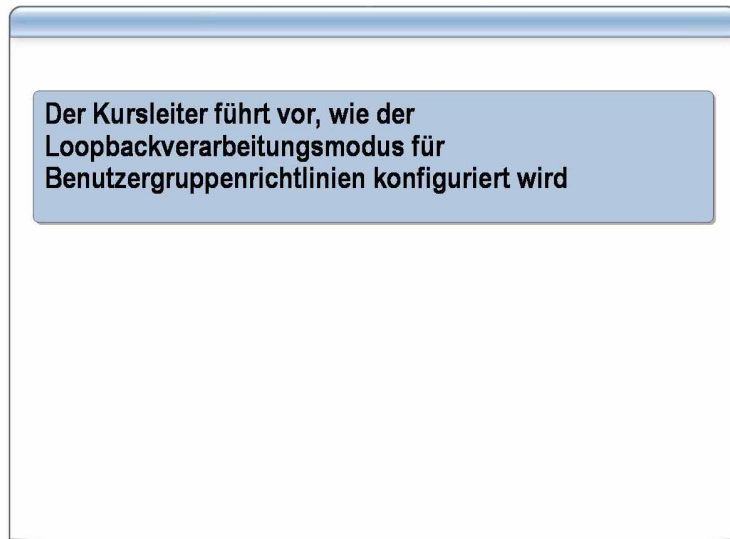 Der Kursleiter führt vor, wie der
Loopbackverarbeitungsmodus für
Benutzergruppenrichtlinien konfiguriert wird